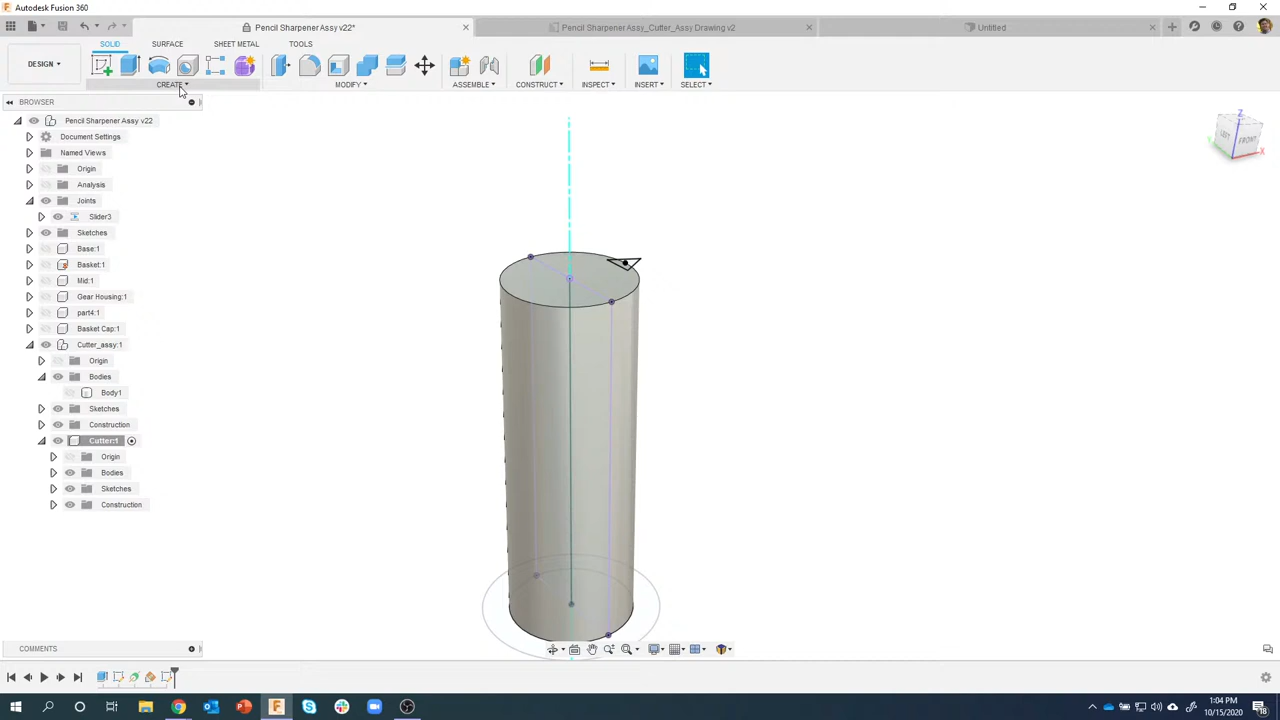 Autodesk Fusion 360
Pencil Sharpener Assy v22*
Pencil Sharpener Assy_Cutter_Assy Drawing v2
Untitled
SOLID
SURFACE
SHEET METAL
TOOLS
DESIGN
CREATE
MODIFY
ASSEMBLE
CONSTRUCT
INSPECT
INSERT
SELECT
BROWSER
Pencil Sharpener Assy v22
Document Settings
Named Views
Origin
Analysis
Joints
Slider3
Sketches
Base:1
Basket:1
Mid:1
Gear Housing:1
part4:1
Basket Cap:1
Cutter_assy:1
Origin
Bodies
Body1
Sketches
Construction
Cutter:1
Origin
Bodies
Sketches
Construction
Z
LEFT
FRONT
Y
X
COMMENTS
1:04 PM
10/15/2020
18